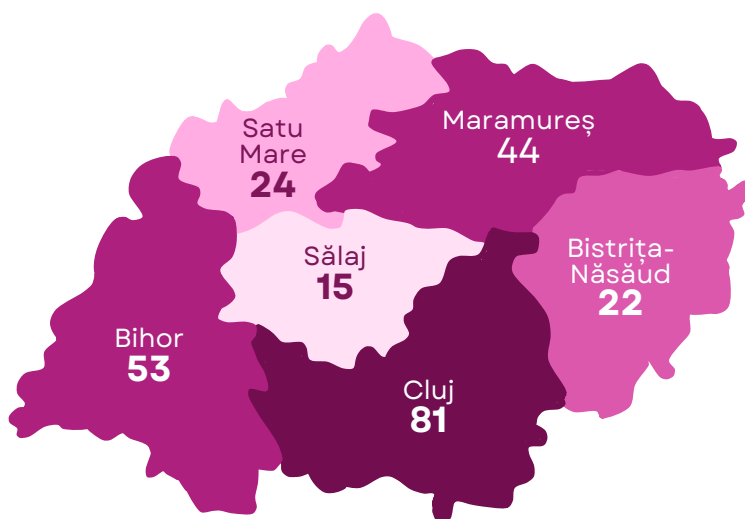 Satu
Mare
24
Maramureș
44
Sălaj
15
Bistrița-
Năsăud
22
Bihor
53
Cluj
81